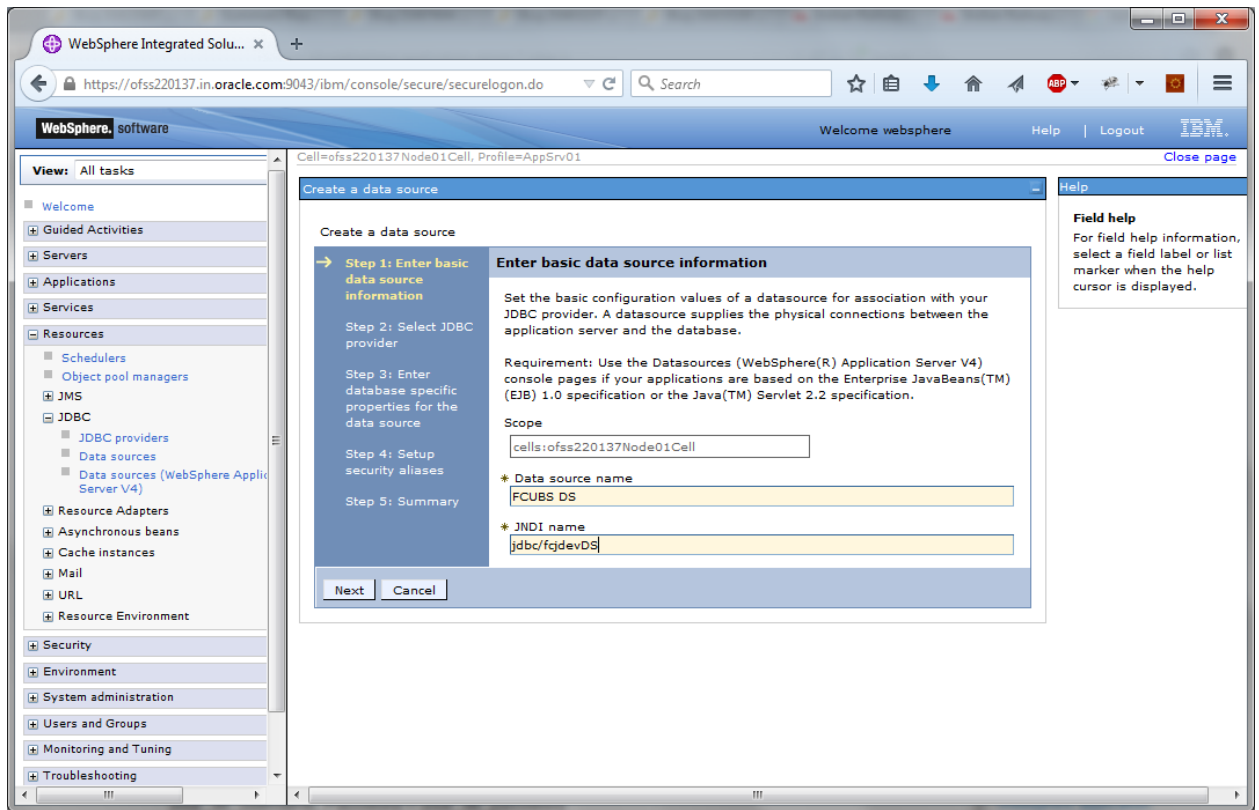 WebSphere Integrated Solu... ×
+
https://ofss220137.in.oracle.com:9043/ibm/console/secure/securelogon.do
Search
ABP
WebSphere. software
Welcome websphere
Help | Logout
IBM.
View: All tasks
Welcome
Guided Activities
Servers
Applications
Services
Resources
Schedulers
Object pool managers
JMS
JDBC
JDBC providers
Data sources
Data sources (WebSphere Applic
Server V4)
Resource Adapters
Asynchronous beans
Cache instances
Mail
URL
Resource Environment
Security
Environment
System administration
Users and Groups
Monitoring and Tuning
Troubleshooting
Cell=ofss220137Node01Cell, Profile=AppSrv01
Close page
Create a data source
Create a data source
Step 1: Enter basic
data source
information
Step 2: Select JDBC
provider
Step 3: Enter
database specific
properties for the
data source
Step 4: Setup
security aliases
Step 5: Summary
Enter basic data source information
Set the basic configuration values of a datasource for association with your
JDBC provider. A datasource supplies the physical connections between the
application server and the database.
Requirement: Use the Datasources (WebSphere(R) Application Server V4)
console pages if your applications are based on the Enterprise JavaBeans(TM)
(EJB) 1.0 specification or the Java(TM) Servlet 2.2 specification.
Scope
cells:ofss220137Node01Cell
* Data source name
FCUBS DS
* JNDI name
jdbc/fcjdevDS
Next
Cancel
Help
Field help
For field help information,
select a field label or list
marker when the help
cursor is displayed.